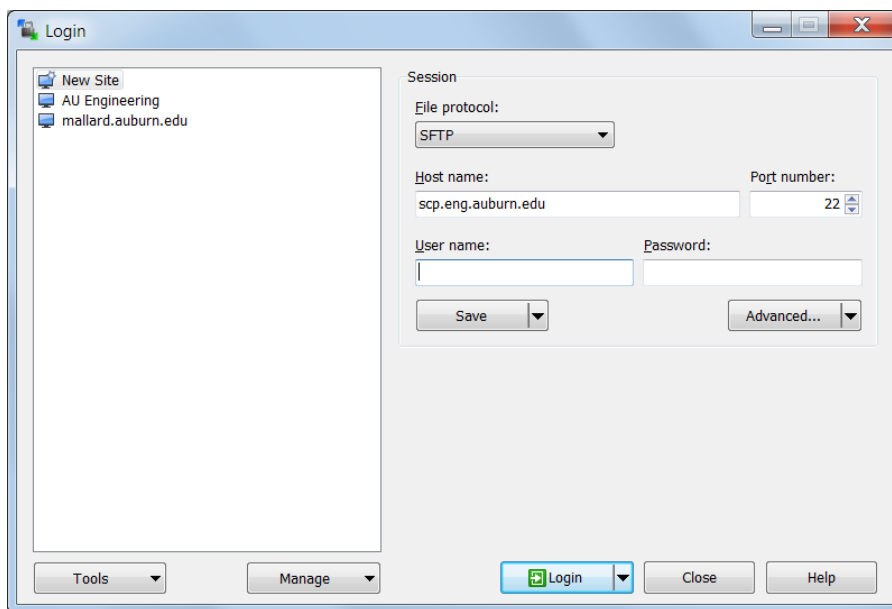 Login
New Site
AU Engineering
mallard.auburn.edu
Session
File protocol:
SFTP
Host name:
Port number:
scp.eng.auburn.edu
22
User name:
Password:
Save
Advanced...
Tools
Manage
Login
Close
Help